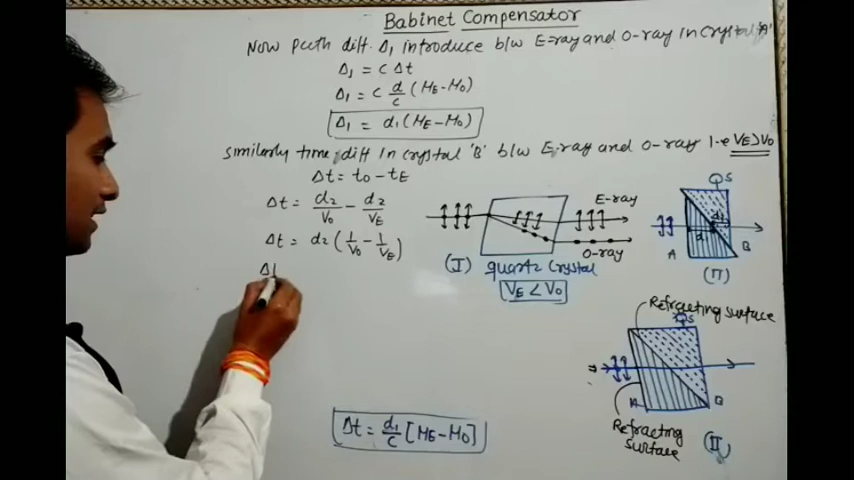 Babinet Compensator
Now peeth diff. Δ₁ introduce b/w E-ray and O-ray In crystal 'A'
Δ₁ = c Δt
Δ₁ = c d/c (μE-μO)
Δ₁ = d₁(μE-μO)
similarly time diff In crystal 'B' b/w E-ray and O-ray I-e VE>VO
Δt = tO - tE
Δt = d₂/VO - d₂/VE
Δt = d₂ (1/VO - 1/VE)
Δt = d₁/c [μE-μO]
E-ray
O-ray
(I) quartz Crystal
VE < VO
S
d₂
d₁
A
B
(II)
Refracting surface
S
A
B
Refracting
surface
(II)